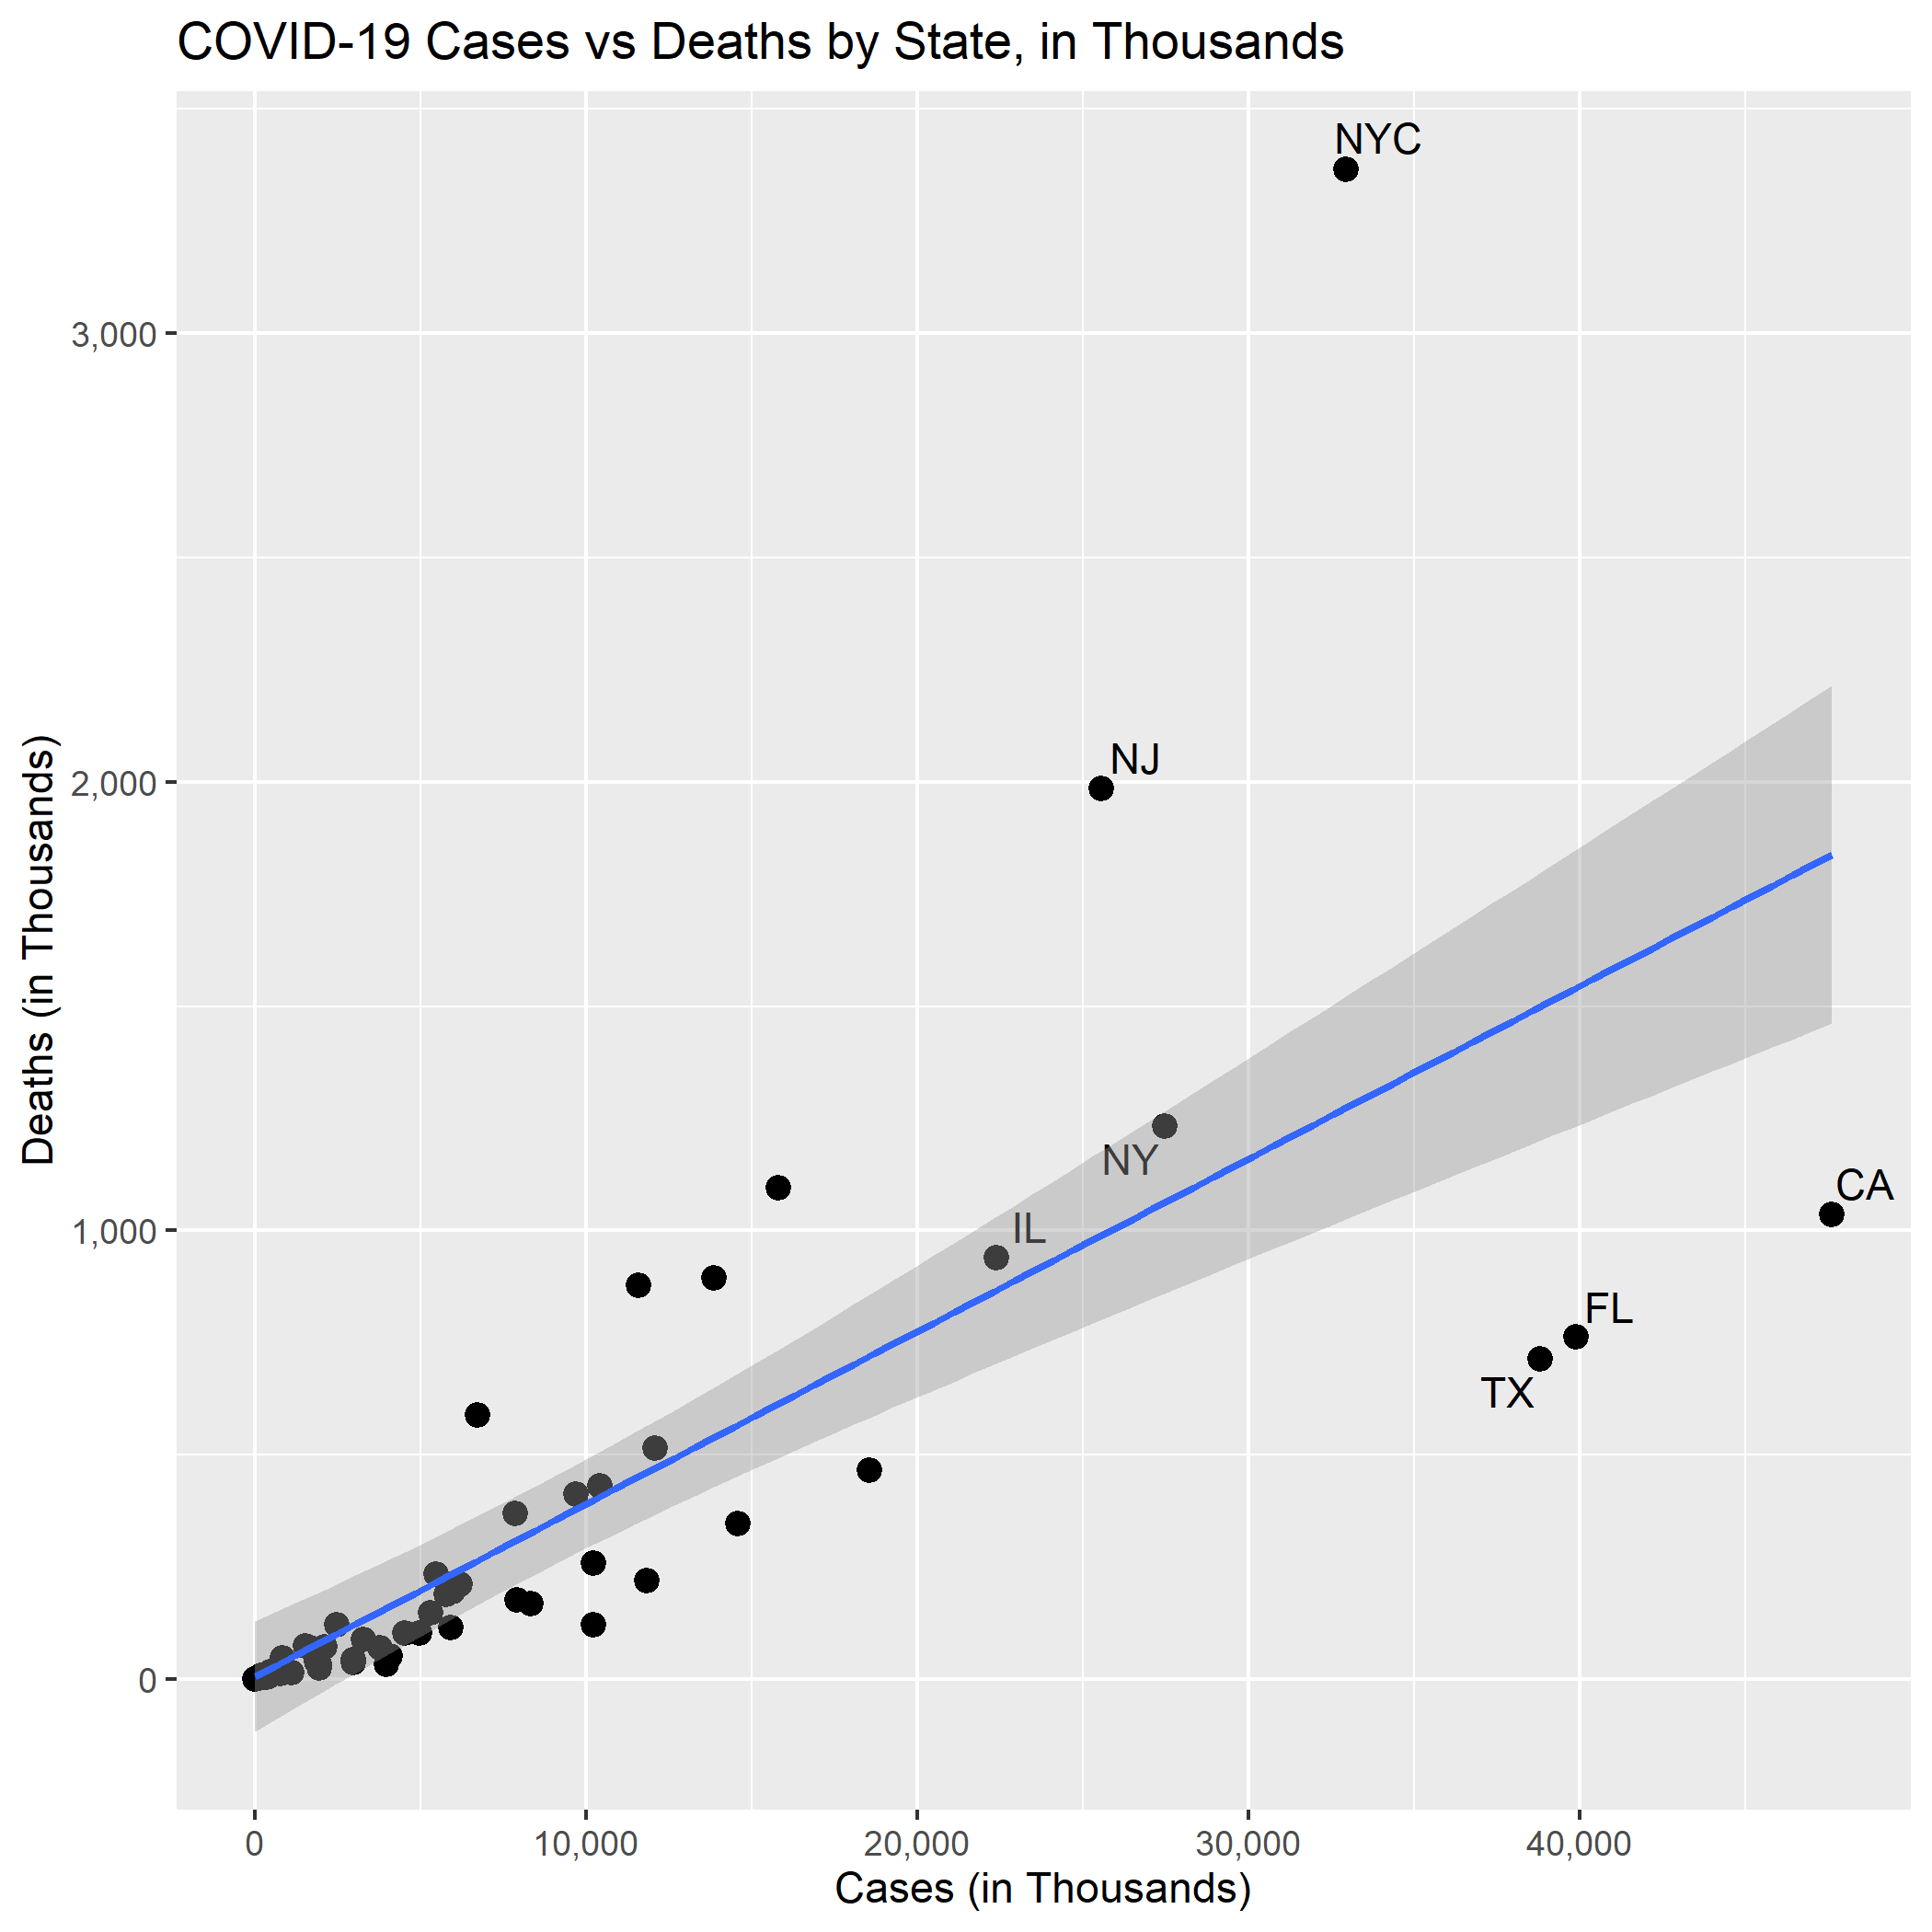 COVID-19 Cases vs Deaths by State, in Thousands
NYC
3,000
NJ
2,000
Deaths (in Thousands)
NY
CA
IL
1,000
FL
TX
0
0 10,000 20,000 30,000 40,000
Cases (in Thousands)